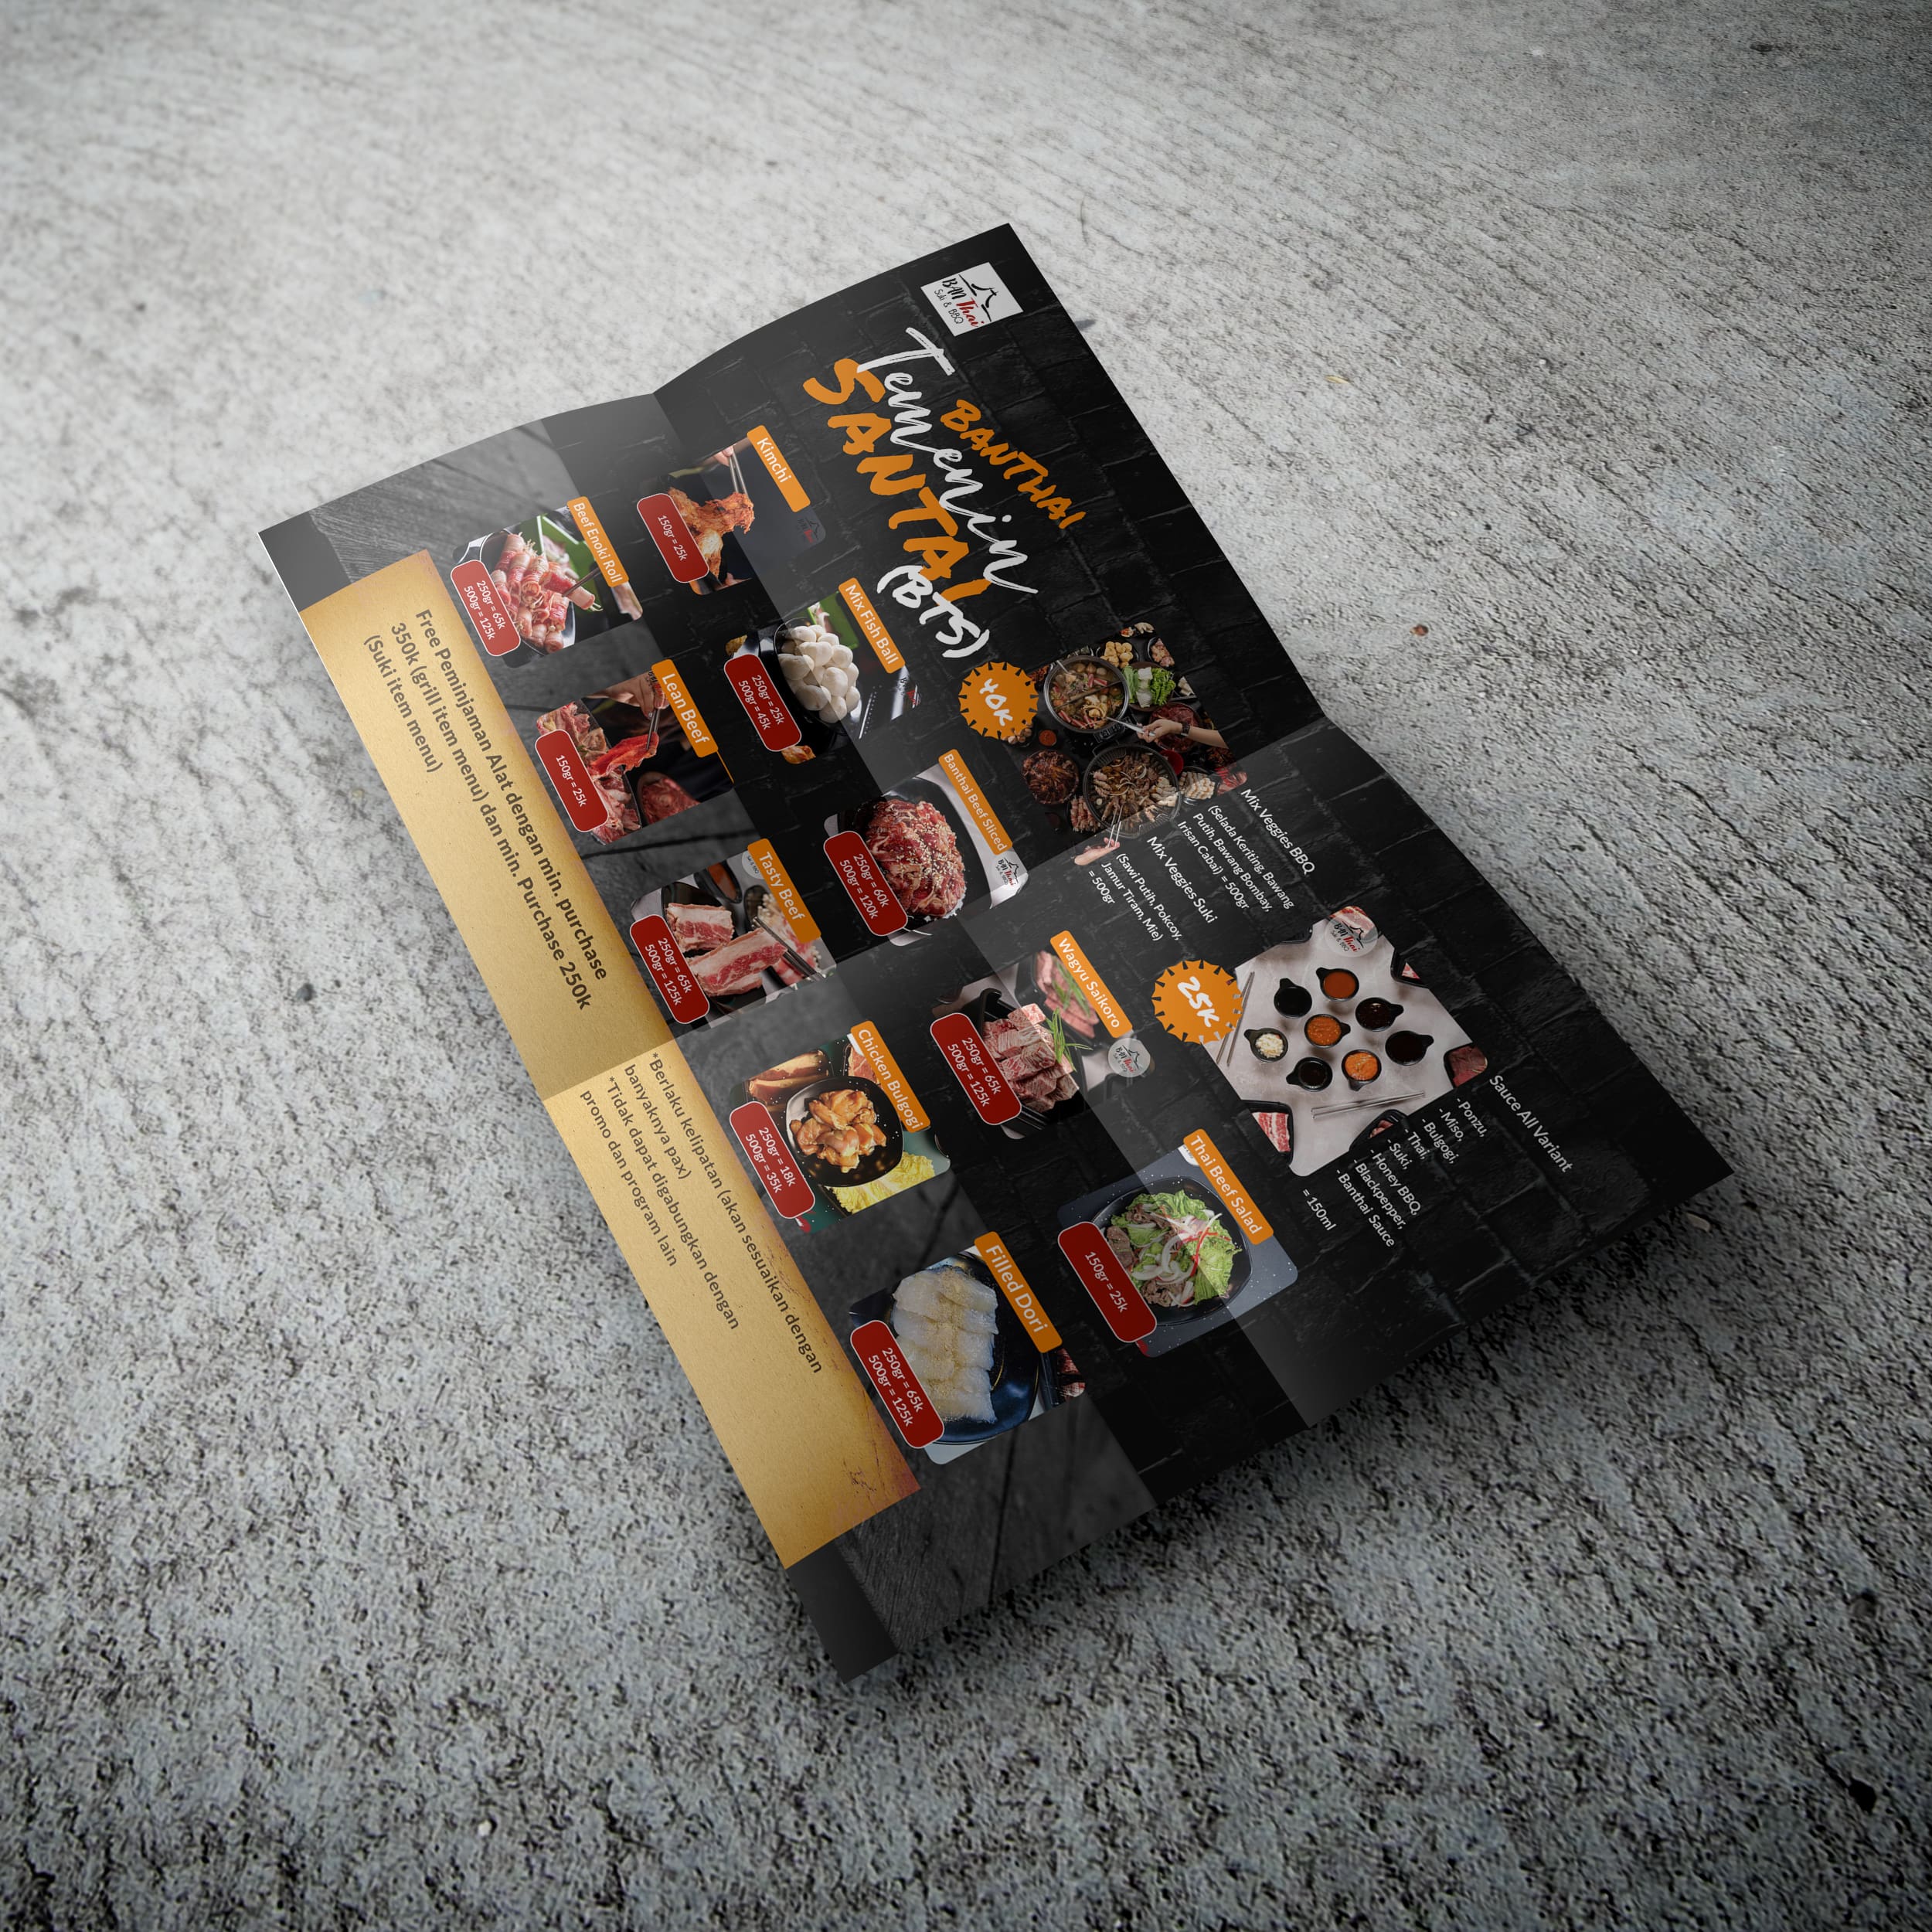 BAN Thai
Suki & BBQ
BANTHAI
Temenin
SANTAI
(BTS)
40K
Mix Veggies BBQ
(Selada Keriting, Bawang
Putih, Bawang Bombay,
Irisan Cabai) = 500gr
Mix Veggies Suki
(Sawi Putih, Pokcoy,
Jamur Tiram, Mie)
= 500gr
25K
Sauce All Variant
- Ponzu,
- Miso,
- Bulgogi,
- Thai,
- Suki,
- Honey BBQ,
- Blackpepper,
- Banthai Sauce
= 150ml
Kimchi
150gr = 25k
Mix Fish Ball
250gr = 25k
500gr = 45k
Banthai Beef Sliced
250gr = 60k
500gr = 120k
Wagyu Saikoro
250gr = 65k
500gr = 125k
Thai Beef Salad
150gr = 25k
Beef Enoki Roll
250gr = 65k
500gr = 125k
Lean Beef
150gr = 25k
Tasty Beef
250gr = 65k
500gr = 125k
Chicken Bulgogi
250gr = 18k
500gr = 35k
Filled Dori
250gr = 65k
500gr = 125k
Free Peminjaman Alat dengan min. purchase
350k (grill item menu) dan min. Purchase 250k
(Suki item menu)
*Berlaku kelipatan (akan sesuaikan dengan
banyaknya pax)
*Tidak dapat digabungkan dengan
promo dan program lain